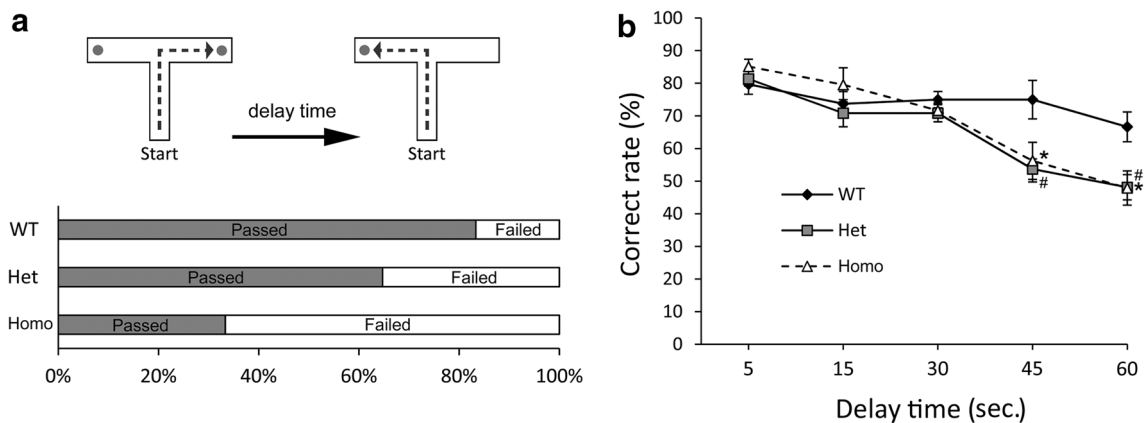 a
delay time
Start
Start
WT
Passed
Failed
Het
Passed
Failed
Homo
Passed
Failed
0%
20%
40%
60%
80%
100%
b
Correct rate (%)
100
90
80
70
60
50
40
30
20
10
0
*
#
#
*
WT
Het
Homo
5
15
30
45
60
Delay time (sec.)